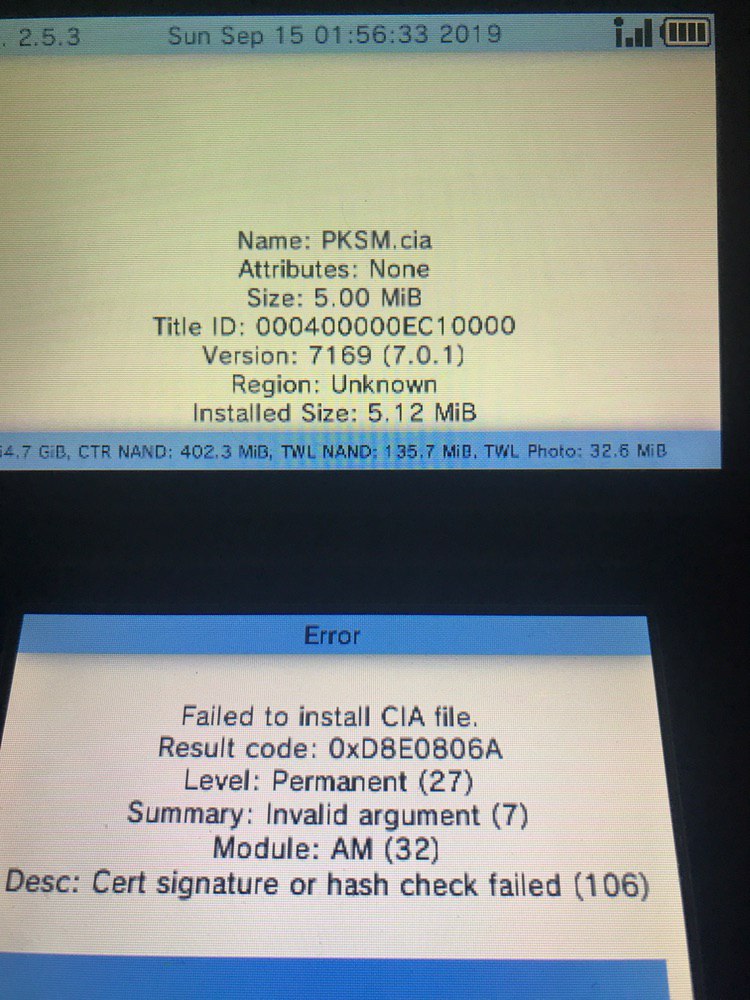 . 2.5.3 Sun Sep 15 01:56:33 2019
Name: PKSM.cia
Attributes: None
Size: 5.00 MiB
Title ID: 000400000EC10000
Version: 7169 (7.0.1)
Region: Unknown
Installed Size: 5.12 MiB
4.7 GiB, CTR NAND: 402.3 MiB, TWL NAND: 135.7 MiB, TWL Photo: 32.6 MiB
Error
Failed to install CIA file.
Result code: 0xD8E0806A
Level: Permanent (27)
Summary: Invalid argument (7)
Module: AM (32)
Desc: Cert signature or hash check failed (106)